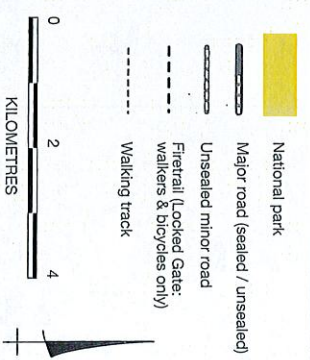 National park
Major road (sealed / unsealed)
Unsealed minor road
Firetrail (Locked Gate:
walkers & bicycles only)
Walking track
0 2 4
KILOMETRES